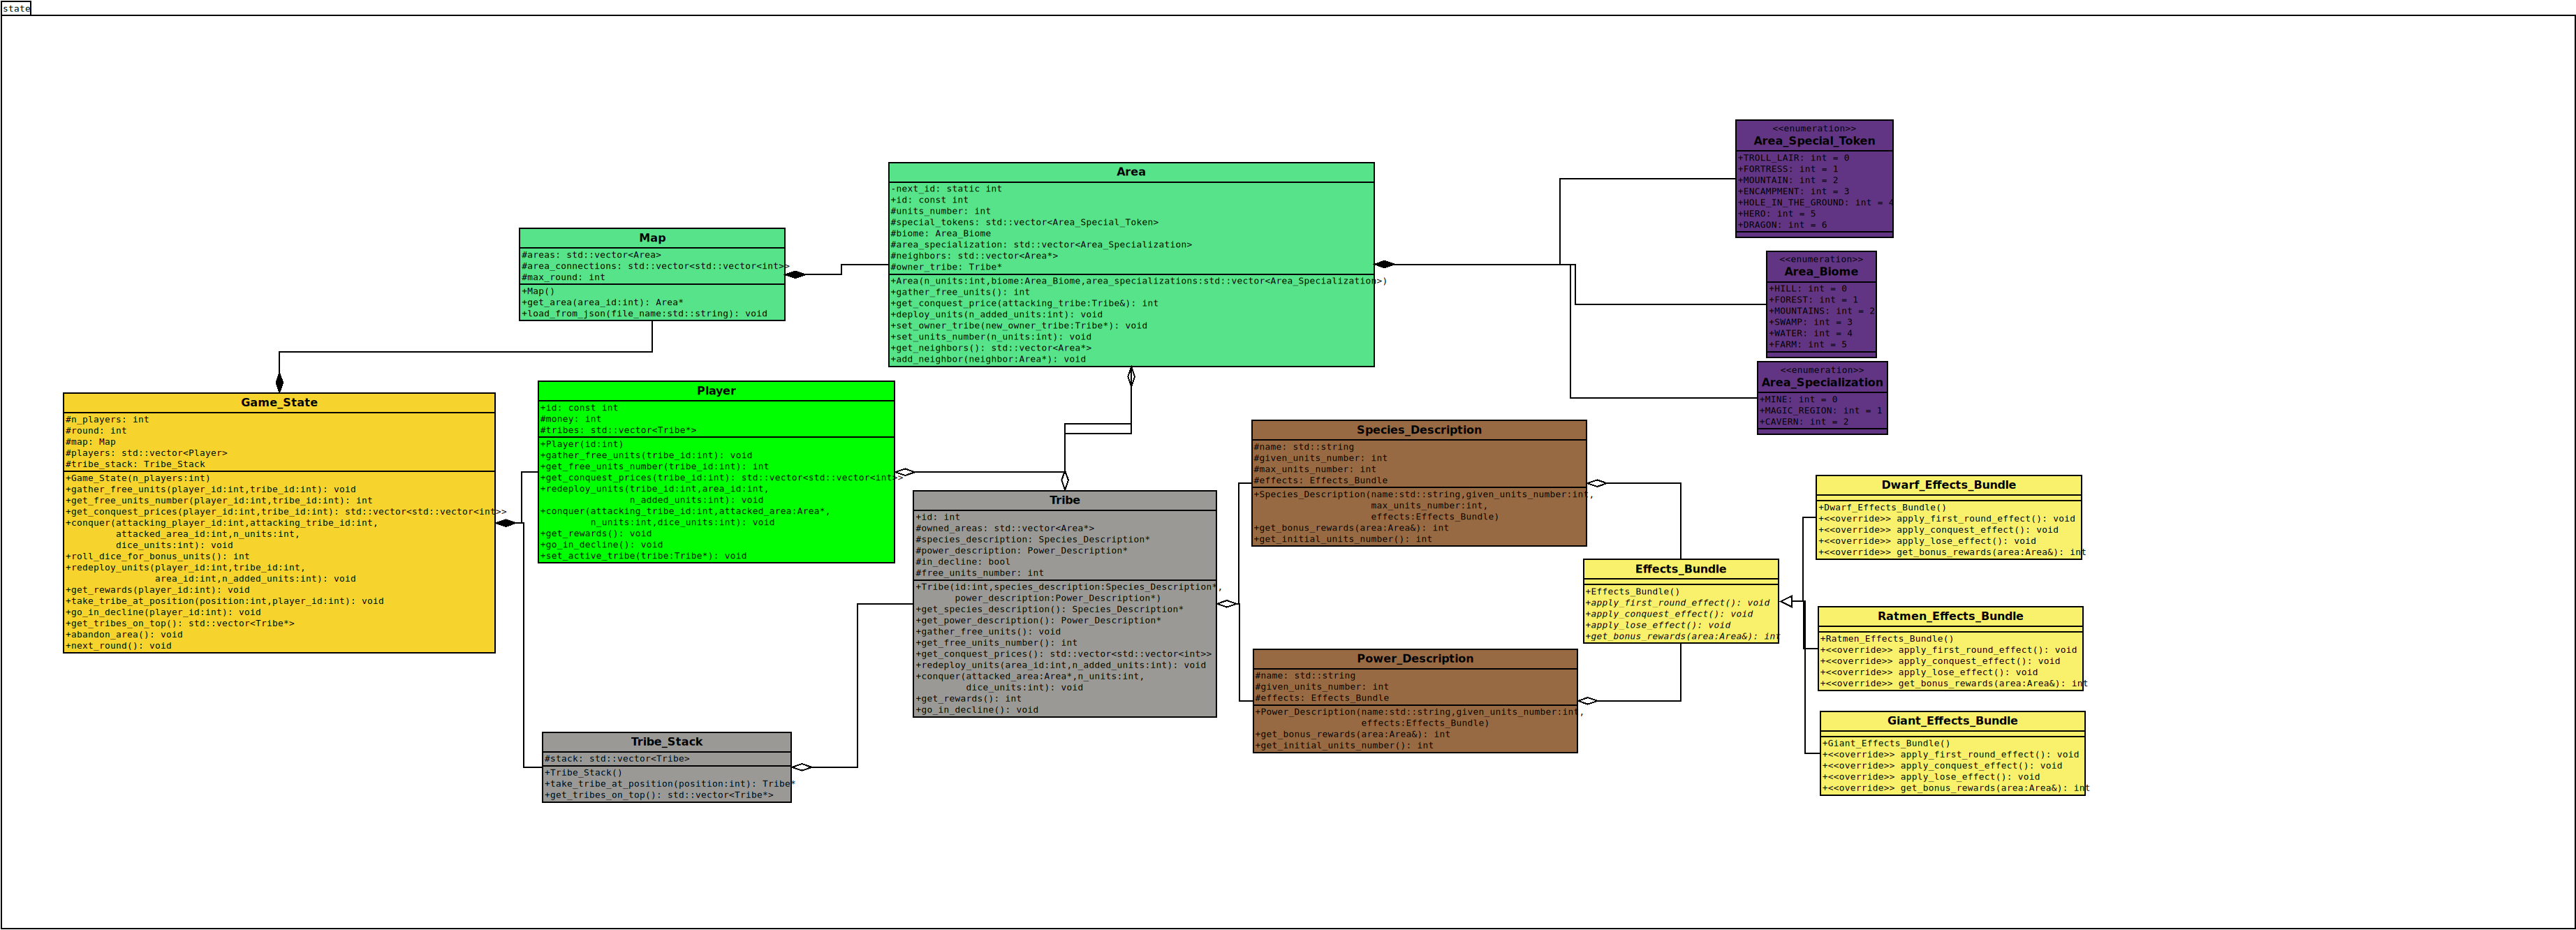 state
<<enumeration>>
Area_Special_Token
+TROLL_LAIR: int = 0
+FORTRESS: int = 1
+MOUNTAIN: int = 2
+ENCAMPMENT: int = 3
+HOLE_IN_THE_GROUND: int = 4
+HERO: int = 5
+DRAGON: int = 6
Area
-next_id: static int
+id: const int
#units_number: int
#special_tokens: std::vector<Area_Special_Token>
#biome: Area_Biome
#area_specialization: std::vector<Area_Specialization>
#neighbors: std::vector<Area*>
#owner_tribe: Tribe*
+Area(n_units:int,biome:Area_Biome,area_specializations:std::vector<Area_Specialization>)
+gather_free_units(): int
+get_conquest_price(attacking_tribe:Tribe&): int
+deploy_units(n_added_units:int): void
+set_owner_tribe(new_owner_tribe:Tribe*): void
+set_units_number(n_units:int): void
+get_neighbors(): std::vector<Area*>
+add_neighbor(neighbor:Area*): void
Map
#areas: std::vector<Area>
#area_connections: std::vector<std::vector<int>>
#max_round: int
+Map()
+get_area(area_id:int): Area*
+load_from_json(file_name:std::string): void
<<enumeration>>
Area_Biome
+HILL: int = 0
+FOREST: int = 1
+MOUNTAINS: int = 2
+SWAMP: int = 3
+WATER: int = 4
+FARM: int = 5
<<enumeration>>
Area_Specialization
+MINE: int = 0
+MAGIC_REGION: int = 1
+CAVERN: int = 2
Game_State
#n_players: int
#round: int
#map: Map
#players: std::vector<Player>
#tribe_stack: Tribe_Stack
+Game_State(n_players:int)
+gather_free_units(player_id:int,tribe_id:int): void
+get_free_units_number(player_id:int,tribe_id:int): int
+get_conquest_prices(player_id:int,tribe_id:int): std::vector<std::vector<int>>
+conquer(attacking_player_id:int,attacking_tribe_id:int,
attacked_area_id:int,n_units:int,
dice_units:int): void
+roll_dice_for_bonus_units(): int
+redeploy_units(player_id:int,tribe_id:int,
area_id:int,n_added_units:int): void
+get_rewards(player_id:int): void
+take_tribe_at_position(position:int,player_id:int): void
+go_in_decline(player_id:int): void
+get_tribes_on_top(): std::vector<Tribe*>
+abandon_area(): void
+next_round(): void
Player
+id: const int
#money: int
#tribes: std::vector<Tribe*>
+Player(id:int)
+gather_free_units(tribe_id:int): void
+get_free_units_number(tribe_id:int): int
+get_conquest_prices(tribe_id:int): std::vector<std::vector<int>>
+redeploy_units(tribe_id:int,area_id:int,
n_added_units:int): void
+conquer(attacking_tribe_id:int,attacked_area:Area*,
n_units:int,dice_units:int): void
+get_rewards(): void
+go_in_decline(): void
+set_active_tribe(tribe:Tribe*): void
Tribe
+id: int
#owned_areas: std::vector<Area*>
#species_description: Species_Description*
#power_description: Power_Description*
#in_decline: bool
#free_units_number: int
+Tribe(id:int,species_description:Species_Description*,
power_description:Power_Description*)
+get_species_description(): Species_Description*
+get_power_description(): Power_Description*
+gather_free_units(): void
+get_free_units_number(): int
+get_conquest_prices(): std::vector<std::vector<int>>
+redeploy_units(area_id:int,n_added_units:int): void
+conquer(attacked_area:Area*,n_units:int,
dice_units:int): void
+get_rewards(): int
+go_in_decline(): void
Tribe_Stack
#stack: std::vector<Tribe>
+Tribe_Stack()
+take_tribe_at_position(position:int): Tribe*
+get_tribes_on_top(): std::vector<Tribe*>
Species_Description
#name: std::string
#given_units_number: int
#max_units_number: int
#effects: Effects_Bundle
+Species_Description(name:std::string,given_units_number:int,
max_units_number:int,
effects:Effects_Bundle)
+get_bonus_rewards(area:Area&): int
+get_initial_units_number(): int
Power_Description
#name: std::string
#given_units_number: int
#effects: Effects_Bundle
+Power_Description(name:std::string,given_units_number:int,
effects:Effects_Bundle)
+get_bonus_rewards(area:Area&): int
+get_initial_units_number(): int
Effects_Bundle
+Effects_Bundle()
+apply_first_round_effect(): void
+apply_conquest_effect(): void
+apply_lose_effect(): void
+get_bonus_rewards(area:Area&): int
Dwarf_Effects_Bundle
+Dwarf_Effects_Bundle()
+<<override>> apply_first_round_effect(): void
+<<override>> apply_conquest_effect(): void
+<<override>> apply_lose_effect(): void
+<<override>> get_bonus_rewards(area:Area&): int
Ratmen_Effects_Bundle
+Ratmen_Effects_Bundle()
+<<override>> apply_first_round_effect(): void
+<<override>> apply_conquest_effect(): void
+<<override>> apply_lose_effect(): void
+<<override>> get_bonus_rewards(area:Area&): int
Giant_Effects_Bundle
+Giant_Effects_Bundle()
+<<override>> apply_first_round_effect(): void
+<<override>> apply_conquest_effect(): void
+<<override>> apply_lose_effect(): void
+<<override>> get_bonus_rewards(area:Area&): int